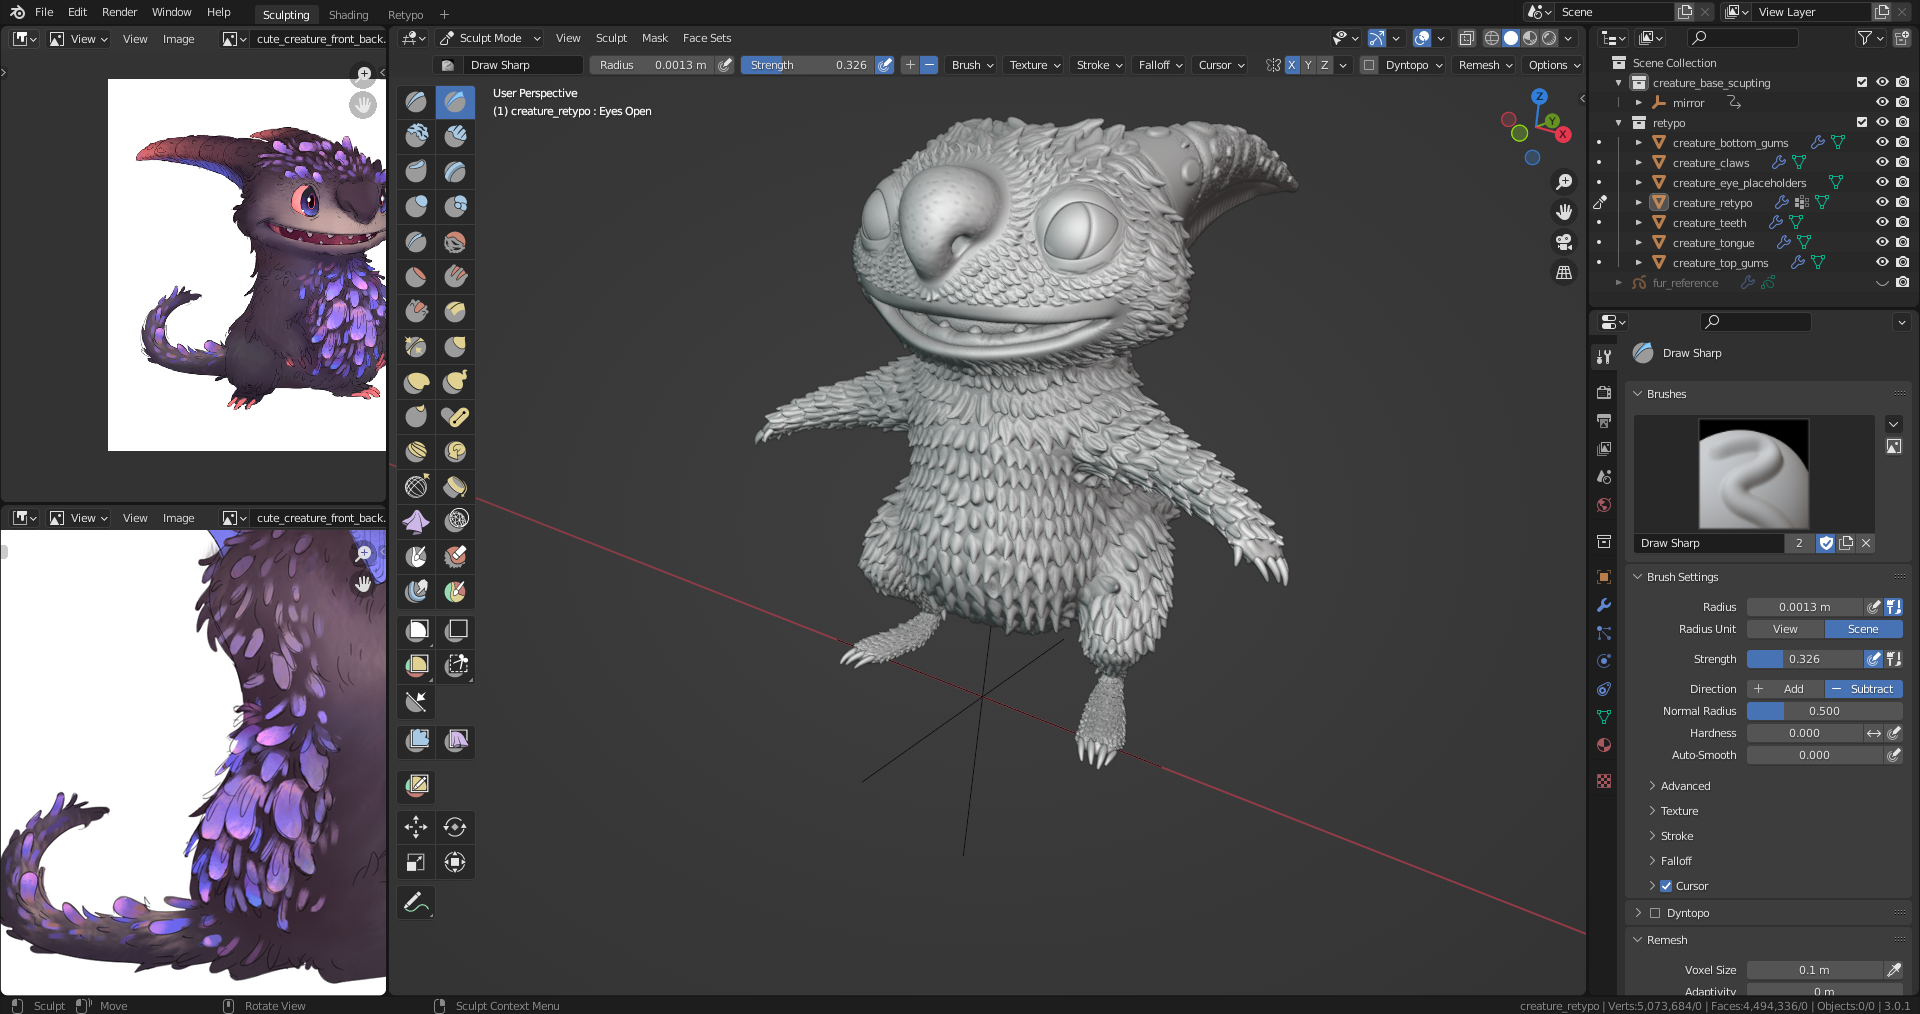 File Edit Render Window Help Sculpting Shading Retypo + Scene View Layer
View View Image cute_creature_front_back.
Sculpt Mode View Sculpt Mask Face Sets
Draw Sharp Radius 0.0013 m Strength 0.326 Brush Texture Stroke Falloff Cursor X Y Z Dyntopo Remesh Options
User Perspective
(1) creature_retypo : Eyes Open
Z
Y
X
Scene Collection
creature_base_scupting
mirror
retypo
creature_bottom_gums
creature_claws
creature_eye_placeholders
creature_retypo
creature_teeth
creature_tongue
creature_top_gums
fur_reference
View View Image cute_creature_front_back.
Draw Sharp
Brushes
Draw Sharp 2
Brush Settings
Radius 0.0013 m
Radius Unit View Scene
Strength 0.326
Direction Add Subtract
Normal Radius 0.500
Hardness 0.000
Auto-Smooth 0.000
Advanced
Texture
Stroke
Falloff
Cursor
Dyntopo
Remesh
Voxel Size 0.1 m
Adaptivity 0 m
Sculpt Move Rotate View Sculpt Context Menu creature_retypo | Verts:5,073,684/0 | Faces:4,494,336/0 | Objects:0/0 | 3.0.1